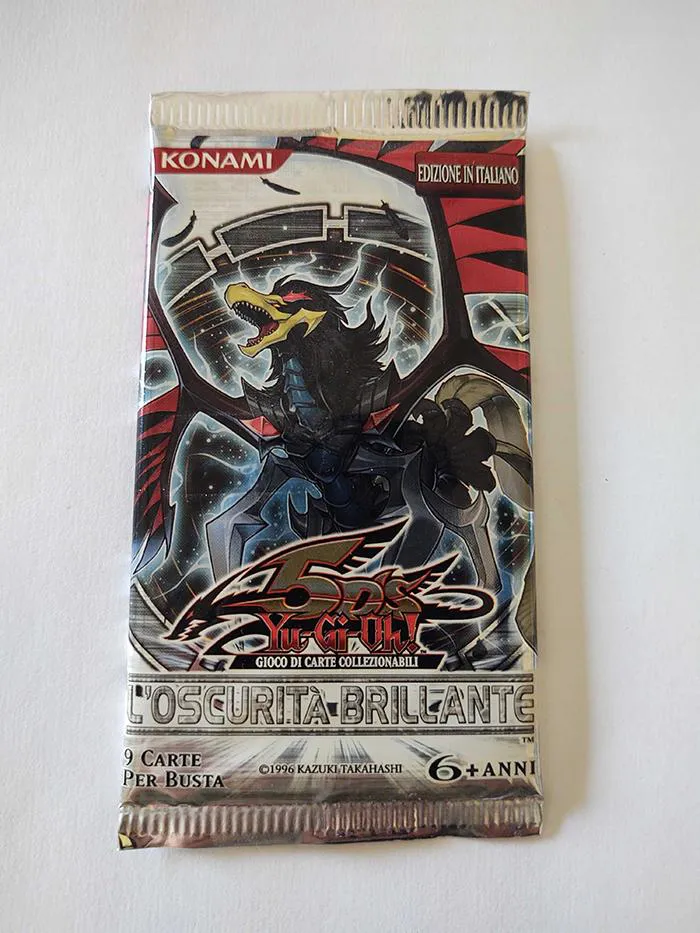 KONAMI
EDIZIONE IN ITALIANO
5D's
Yu-Gi-Oh!
GIOCO DI CARTE COLLEZIONABILI
L'OSCURITÀ BRILLANTE
TM
9 CARTE
PER BUSTA
©1996 KAZUKI TAKAHASHI
6+ ANNI